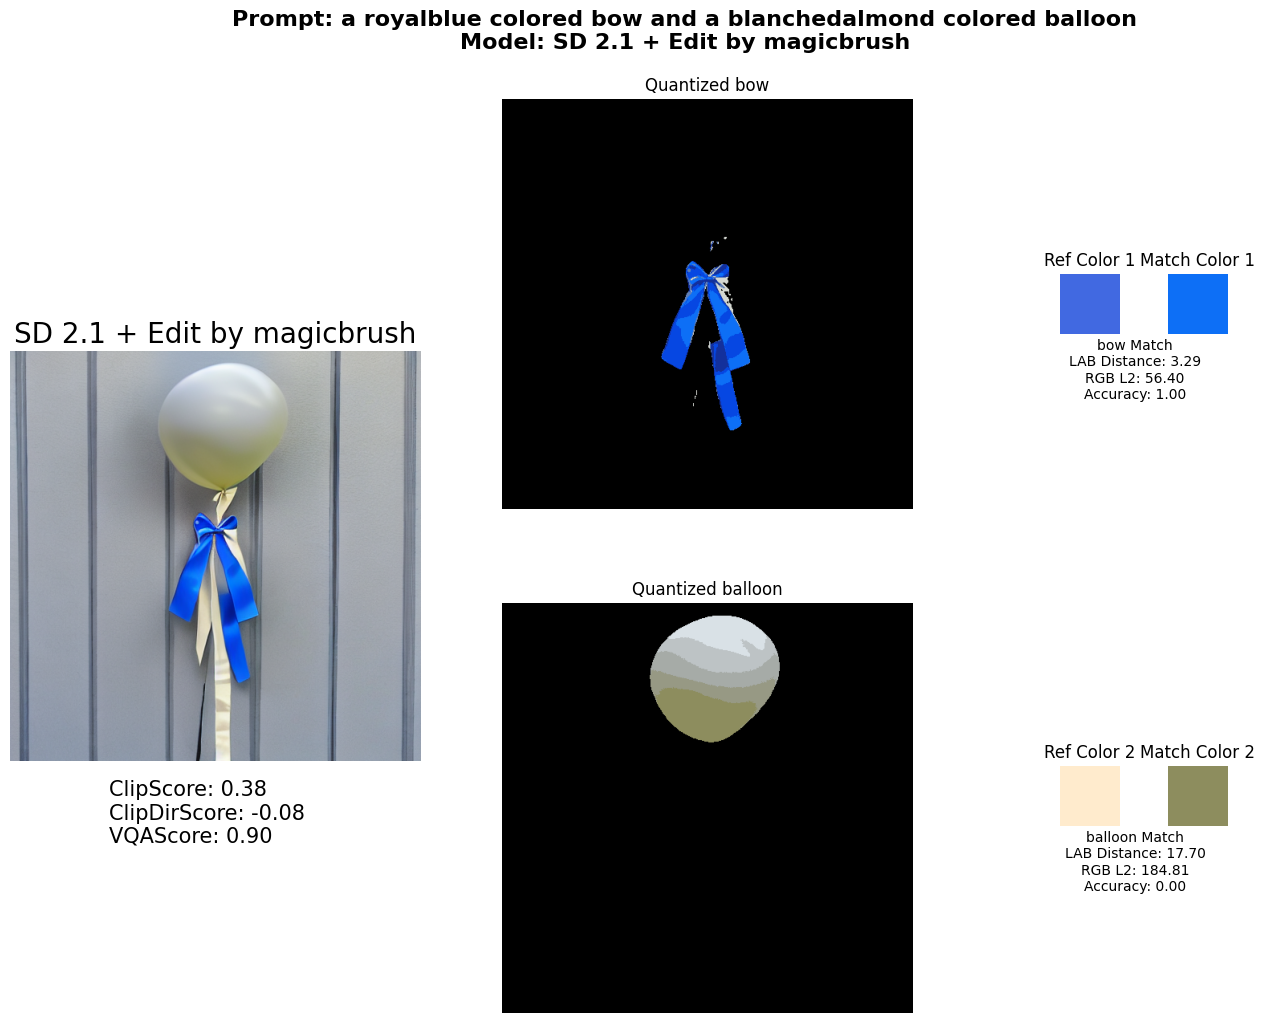 Prompt: a royalblue colored bow and a blanchedalmond colored balloon
Model: SD 2.1 + Edit by magicbrush
Quantized bow
Ref Color 1 Match Color 1
bow Match
LAB Distance: 3.29
RGB L2: 56.40
Accuracy: 1.00
SD 2.1 + Edit by magicbrush
ClipScore: 0.38
ClipDirScore: -0.08
VQAScore: 0.90
Quantized balloon
Ref Color 2 Match Color 2
balloon Match
LAB Distance: 17.70
RGB L2: 184.81
Accuracy: 0.00